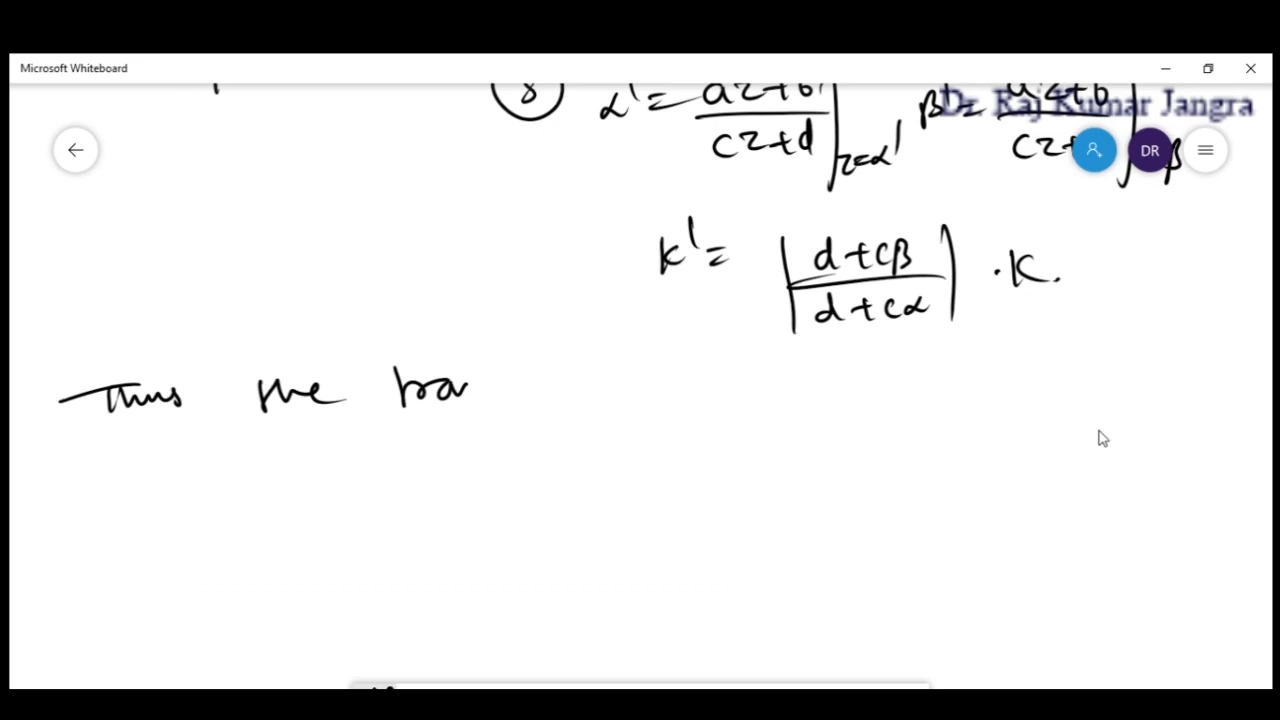 Microsoft Whiteboard
Dr. Raj Kumar Jangra
⑧ α' = az+b / cz+d |z=α' β = az+b / cz+ β
DR
k' = | d+cβ / d+cα | · K.
Thus the tra